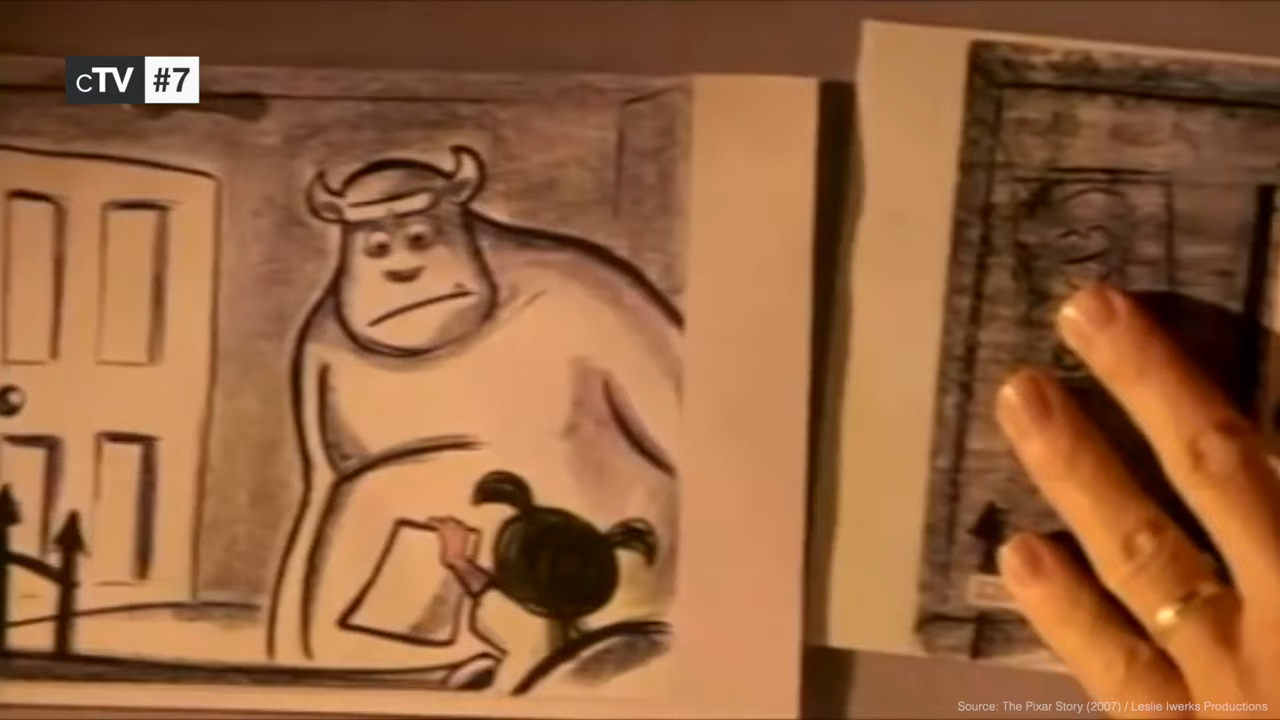 cTV #7
Source: The Pixar Story (2007) / Leslie Iwerks Productions